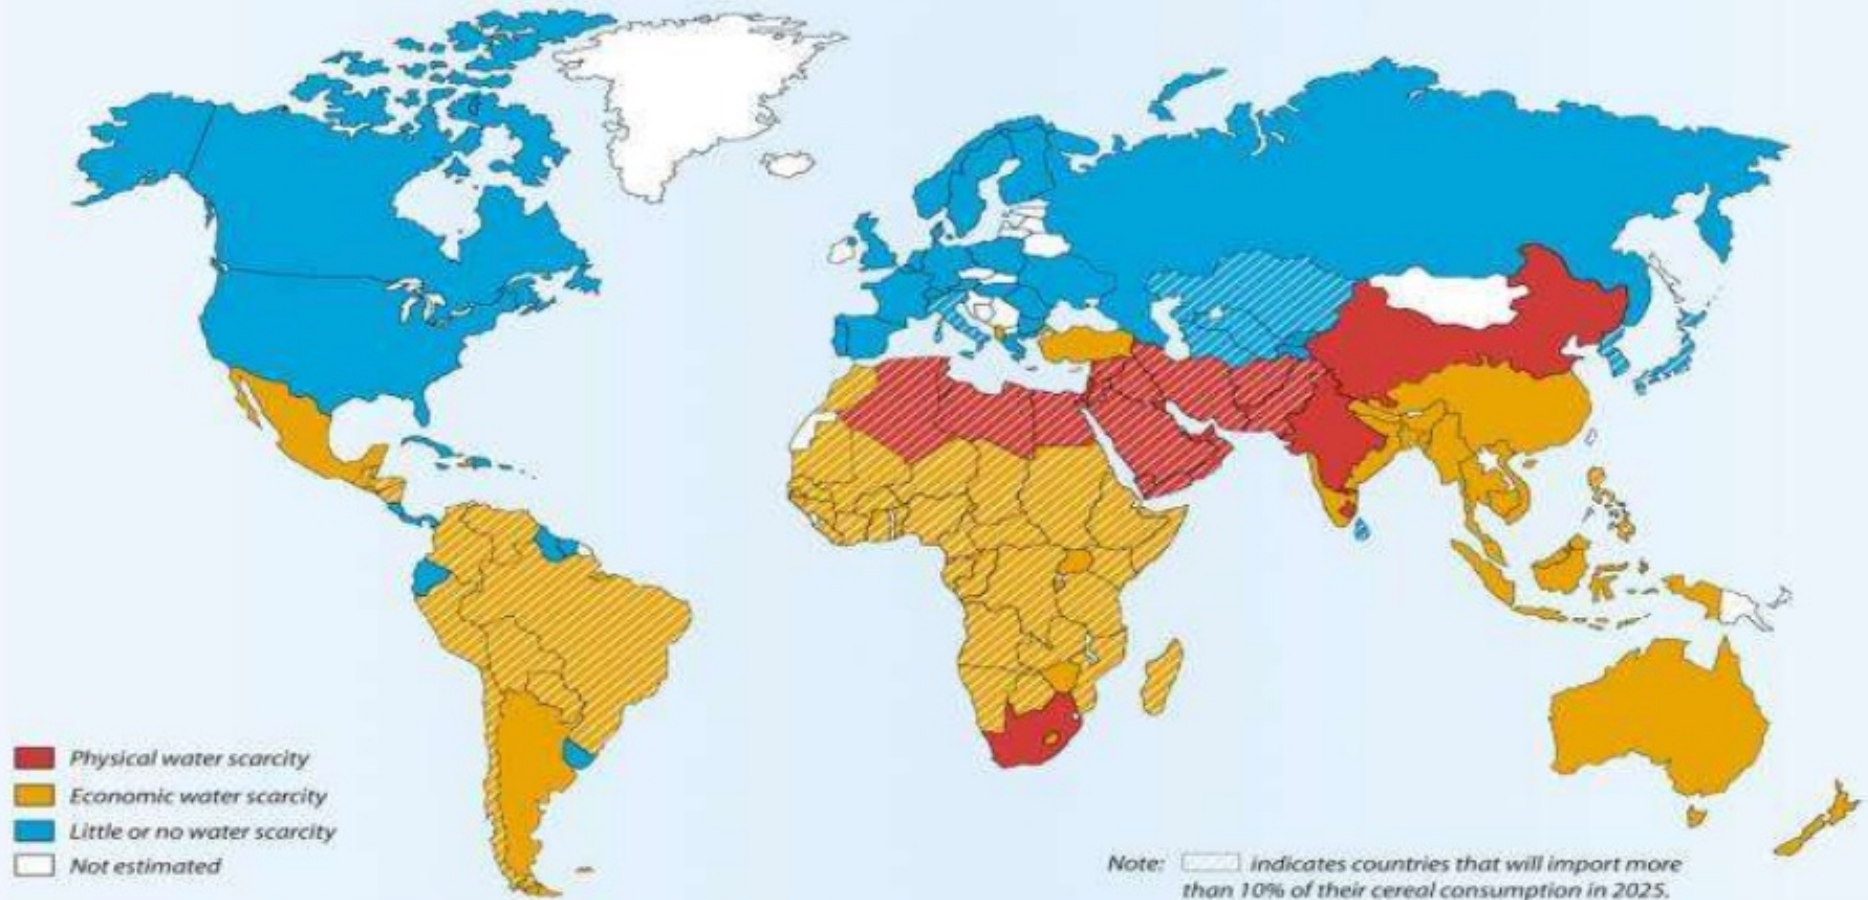 Physical water scarcity
Economic water scarcity
Little or no water scarcity
Not estimated
Note: indicates countries that will import more
than 10% of their cereal consumption in 2025.